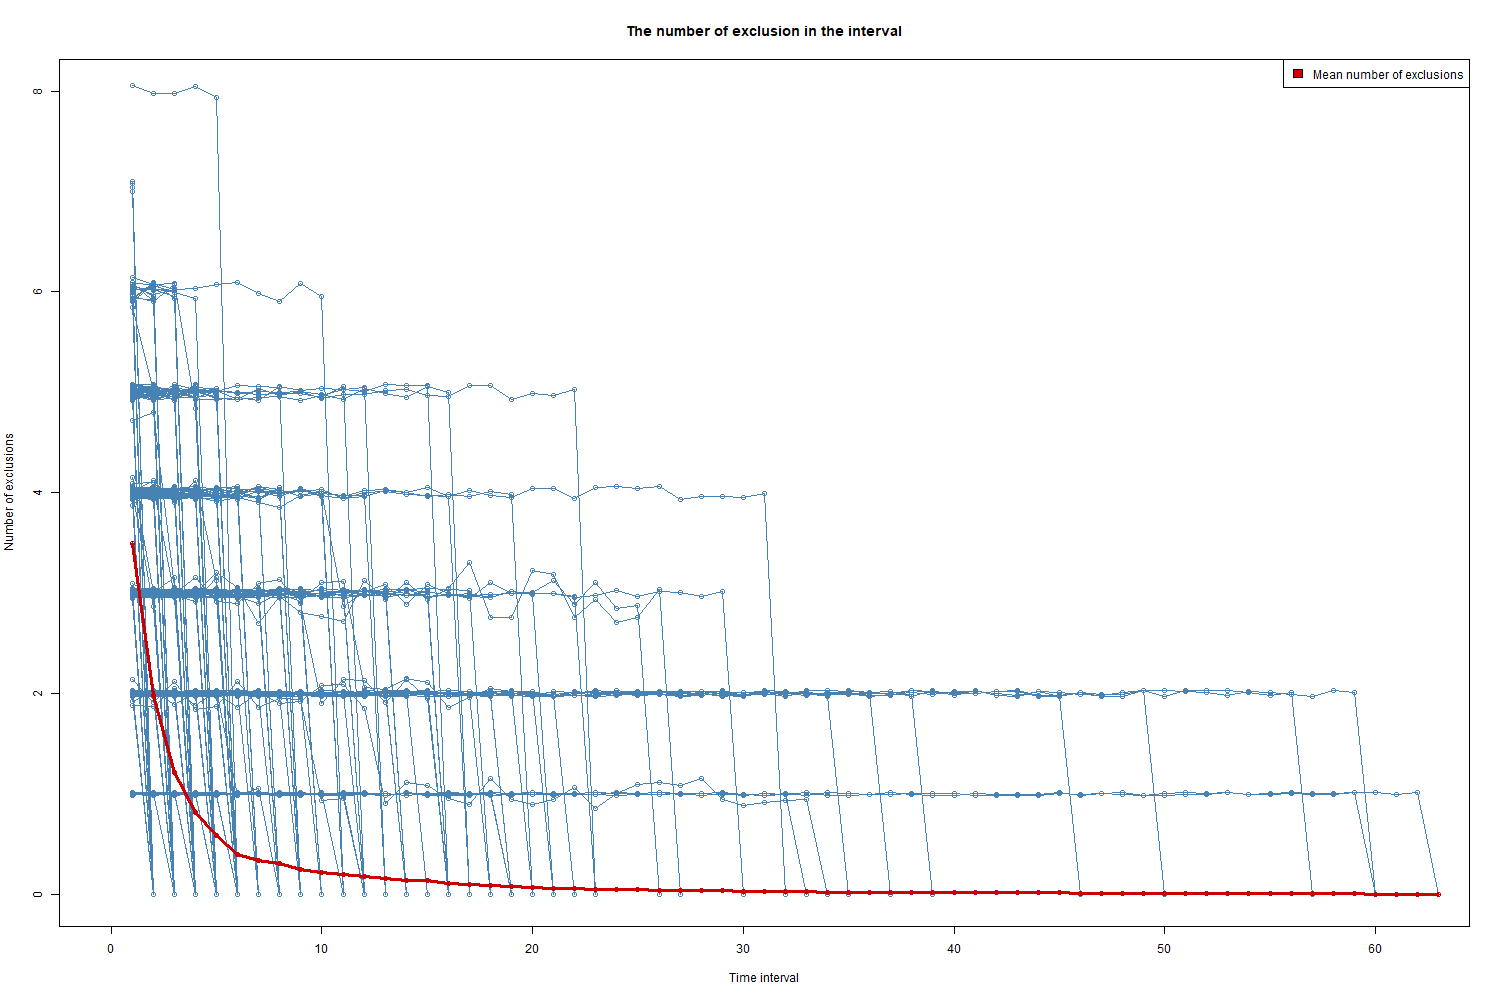 The number of exclusion in the interval
Mean number of exclusions
8
6
4
2
0
Number of exclusions
0 10 20 30 40 50 60
Time interval